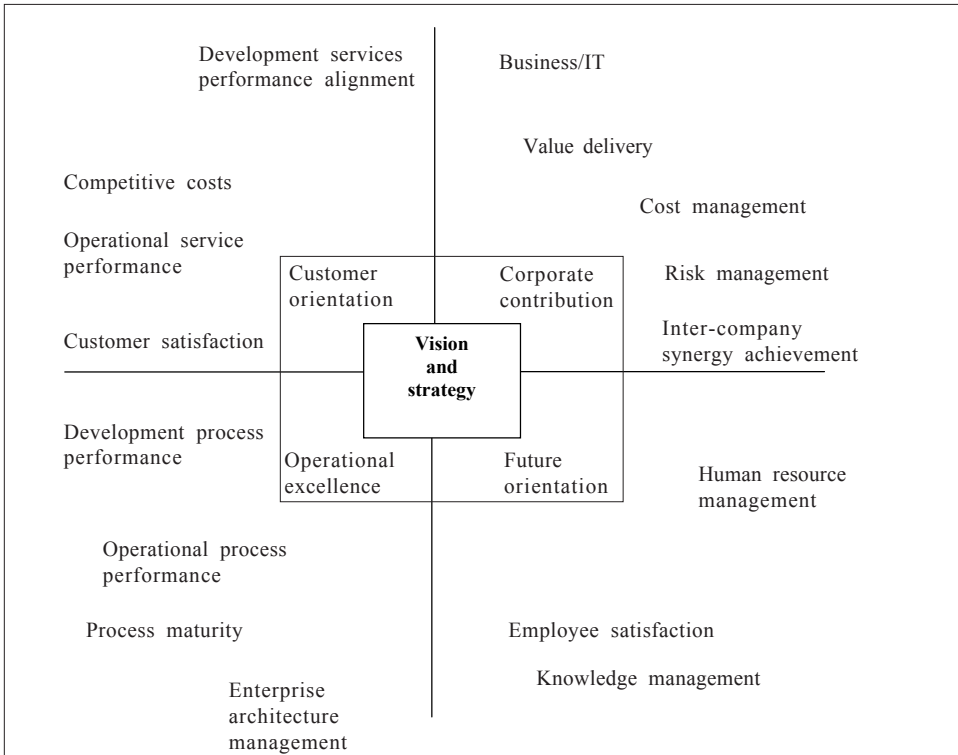 Development services
performance alignment
Business/IT
Value delivery
Competitive costs
Cost management
Operational service
performance
Customer
orientation
Corporate
contribution
Risk management
Customer satisfaction
Vision
and
strategy
Inter-company
synergy achievement
Development process
performance
Operational
excellence
Future
orientation
Human resource
management
Operational process
performance
Process maturity
Employee satisfaction
Knowledge management
Enterprise
architecture
management